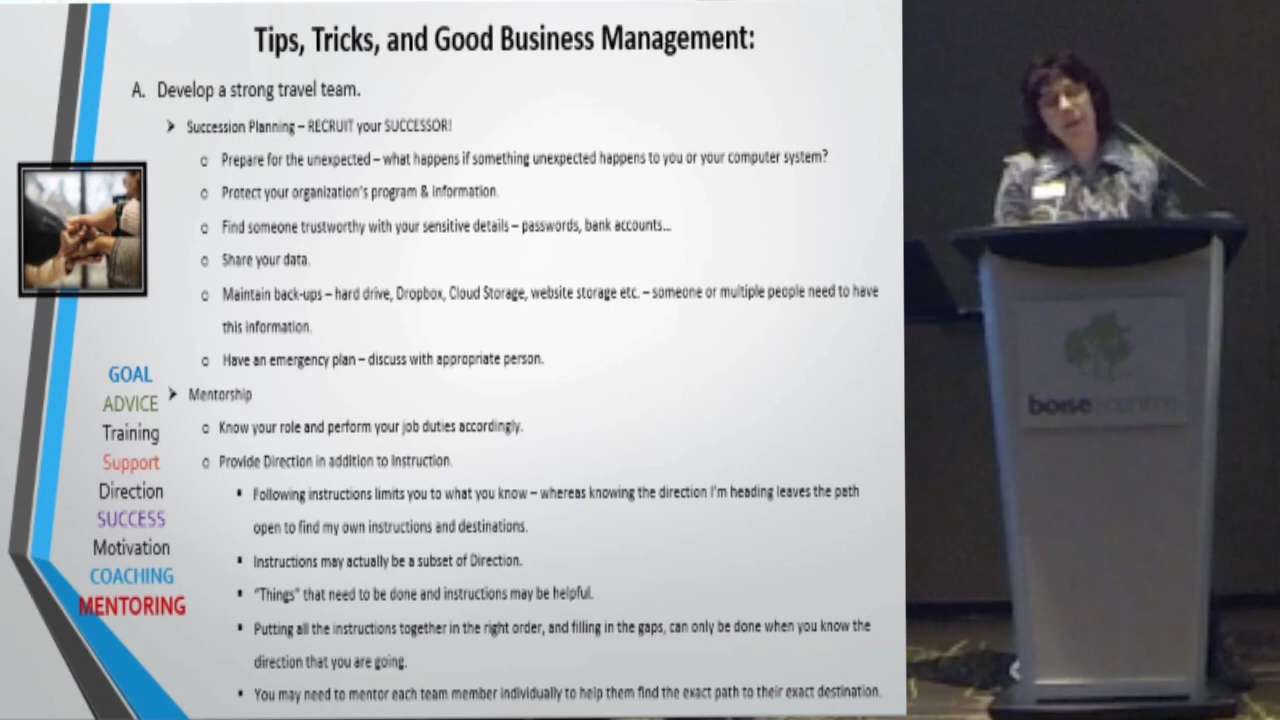 Tips, Tricks, and Good Business Management:
A. Develop a strong travel team.
Succession Planning – RECRUIT your SUCCESSOR!
Prepare for the unexpected – what happens if something unexpected happens to you or your computer system?
Protect your organization's program & information.
Find someone trustworthy with your sensitive details – passwords, bank accounts...
Share your data.
Maintain back-ups – hard drive, Dropbox, Cloud Storage, website storage etc. – someone or multiple people need to have
this information.
Have an emergency plan – discuss with appropriate person.
Mentorship
Know your role and perform your job duties accordingly.
Provide Direction in addition to Instruction.
Following instructions limits you to what you know – whereas knowing the direction I'm heading leaves the path
open to find my own instructions and destinations.
Instructions may actually be a subset of Direction.
"Things" that need to be done and instructions may be helpful.
Putting all the instructions together in the right order, and filling in the gaps, can only be done when you know the
direction that you are going.
You may need to mentor each team member individually to help them find the exact path to their exact destination.
GOAL
ADVICE
Training
Support
Direction
SUCCESS
Motivation
COACHING
MENTORING
boise centre